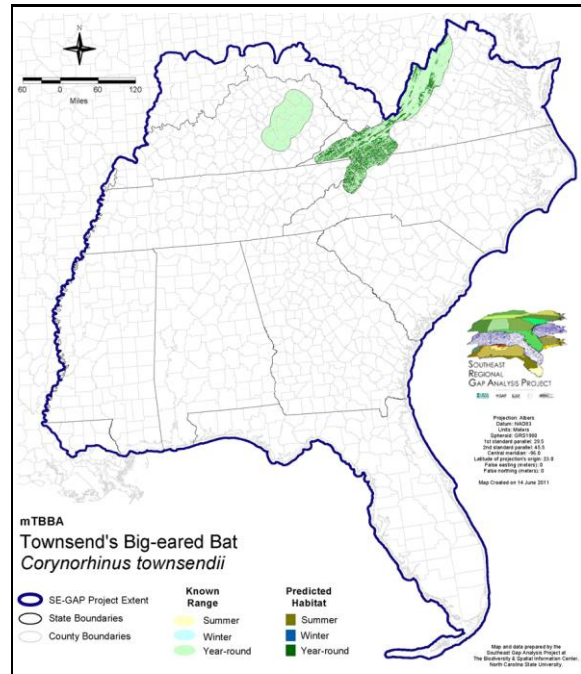 N
60 0 60 120
Miles
SOUTHEAST
REGIONAL
GAP ANALYSIS PROJECT
Projection: Albers
Datum: NAD83
Units: Meters
Spheroid: GRS1980
1st standard parallel: 29.5
2nd standard parallel: 45.5
Central meridian: -96.0
Latitude of projection's origin: 23.0
False easting (meters): 0
False northing (meters): 0
Map Created on 14 June 2011
mTBBA
Townsend's Big-eared Bat
Corynorhinus townsendii
SE-GAP Project Extent
State Boundaries
County Boundaries
Known
Range
Summer
Winter
Year-round
Predicted
Habitat
Summer
Winter
Year-round
Map and data prepared by the
Southeast Gap Analysis Project at
The Biodiversity & Spatial Information Center,
North Carolina State University.